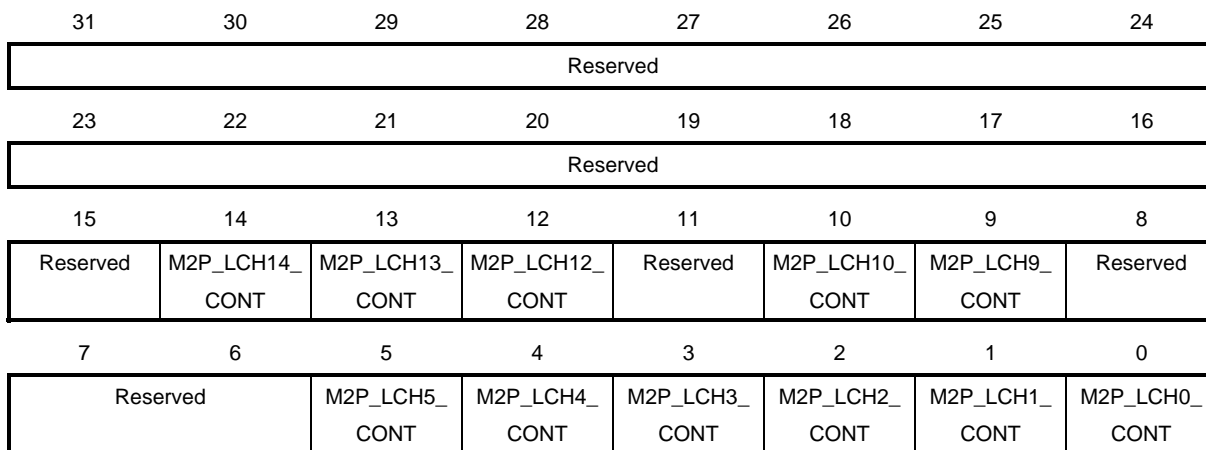 31 30 29 28 27 26 25 24
Reserved
23 22 21 20 19 18 17 16
Reserved
15 14 13 12 11 10 9 8
Reserved M2P_LCH14_ M2P_LCH13_ M2P_LCH12_ Reserved M2P_LCH10_ M2P_LCH9_ Reserved
CONT CONT CONT CONT CONT
7 6 5 4 3 2 1 0
Reserved M2P_LCH5_ M2P_LCH4_ M2P_LCH3_ M2P_LCH2_ M2P_LCH1_ M2P_LCH0_
CONT CONT CONT CONT CONT CONT